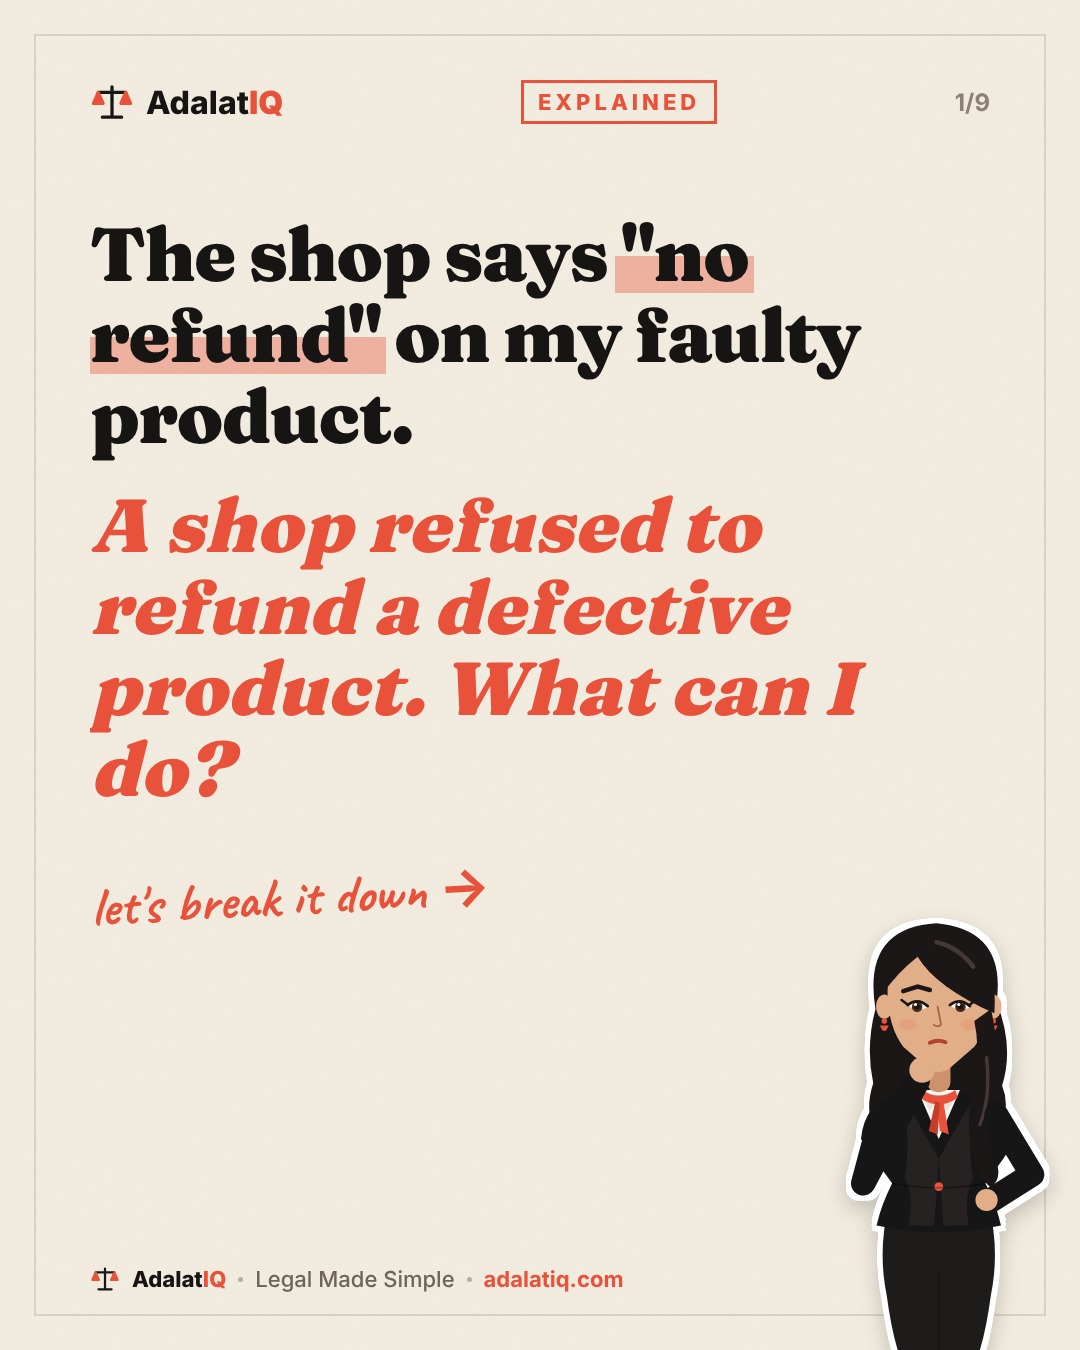 AdalatIQ
EXPLAINED
1/9
The shop says "no
refund" on my faulty
product.
A shop refused to
refund a defective
product. What can I
do?
let's break it down →
AdalatIQ • Legal Made Simple • adalatiq.com